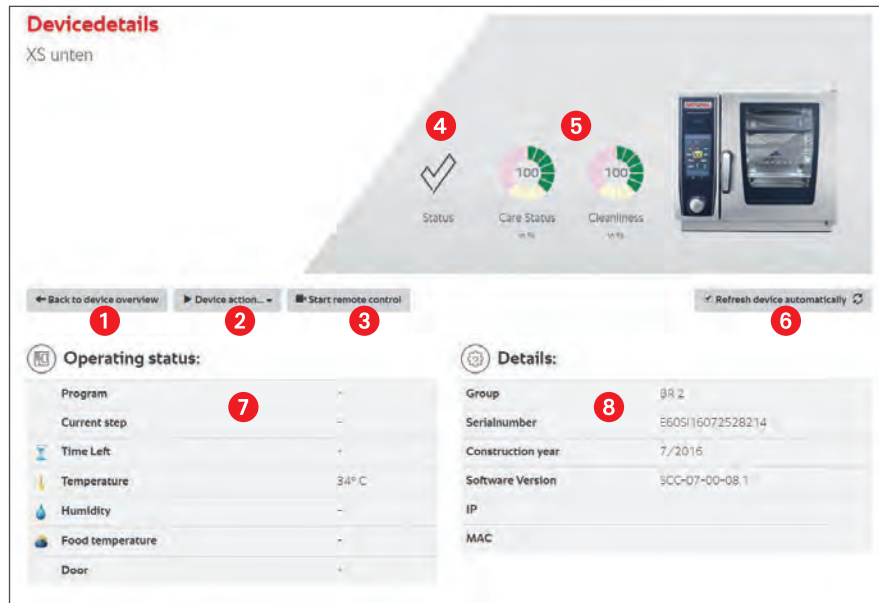 Devicedetails
XS unten
4
5
100
100
Status
Care Status
Cleanliness
in %
in %
Back to device overview
Device action...
Start remote control
Refresh device automatically
1
2
3
6
Operating status:
Program -
Current step -
Time Left -
Temperature 34° C
Humidity -
Food temperature -
Door -
7
Details:
Group BR 2
Serialnumber E60SI16072528214
Construction year 7/2016
Software Version SCC-07-00-08.1
IP
MAC
8